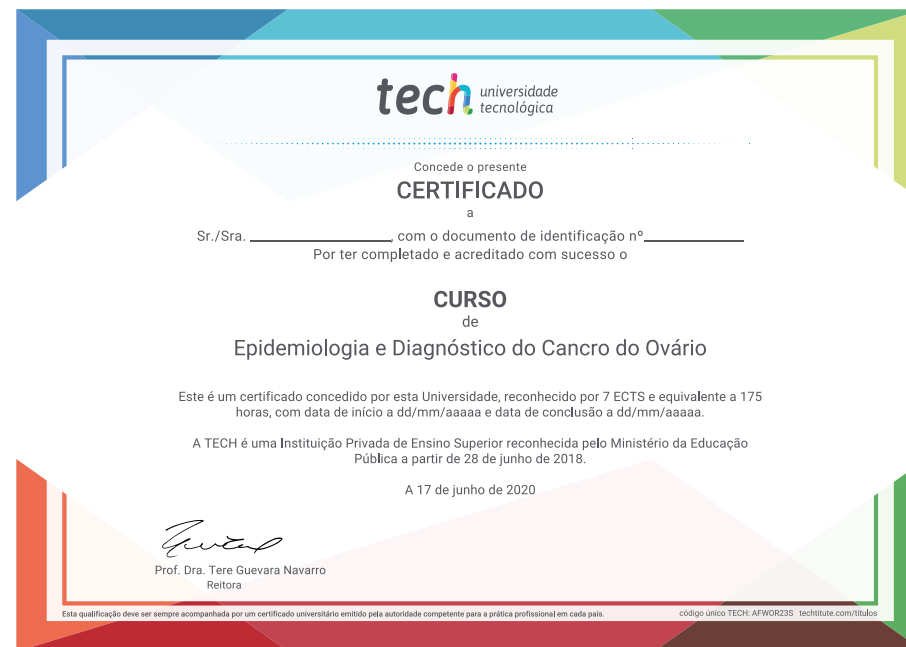 tech universidade
tecnológica
Concede o presente
CERTIFICADO
a
Sr./Sra. , com o documento de identificação nº
Por ter completado e acreditado com sucesso o
CURSO
de
Epidemiologia e Diagnóstico do Cancro do Ovário
Este é um certificado concedido por esta Universidade, reconhecido por 7 ECTS e equivalente a 175
horas, com data de início a dd/mm/aaaaa e data de conclusão a dd/mm/aaaaa.
A TECH é uma Instituição Privada de Ensino Superior reconhecida pelo Ministério da Educação
Pública a partir de 28 de junho de 2018.
A 17 de junho de 2020
Prof. Dra. Tere Guevara Navarro
Reitora
Esta qualificação deve ser sempre acompanhada por um certificado universitário emitido pela autoridade competente para a prática profissional em cada país.
código único TECH: AFWOR23S techtitute.com/títulos